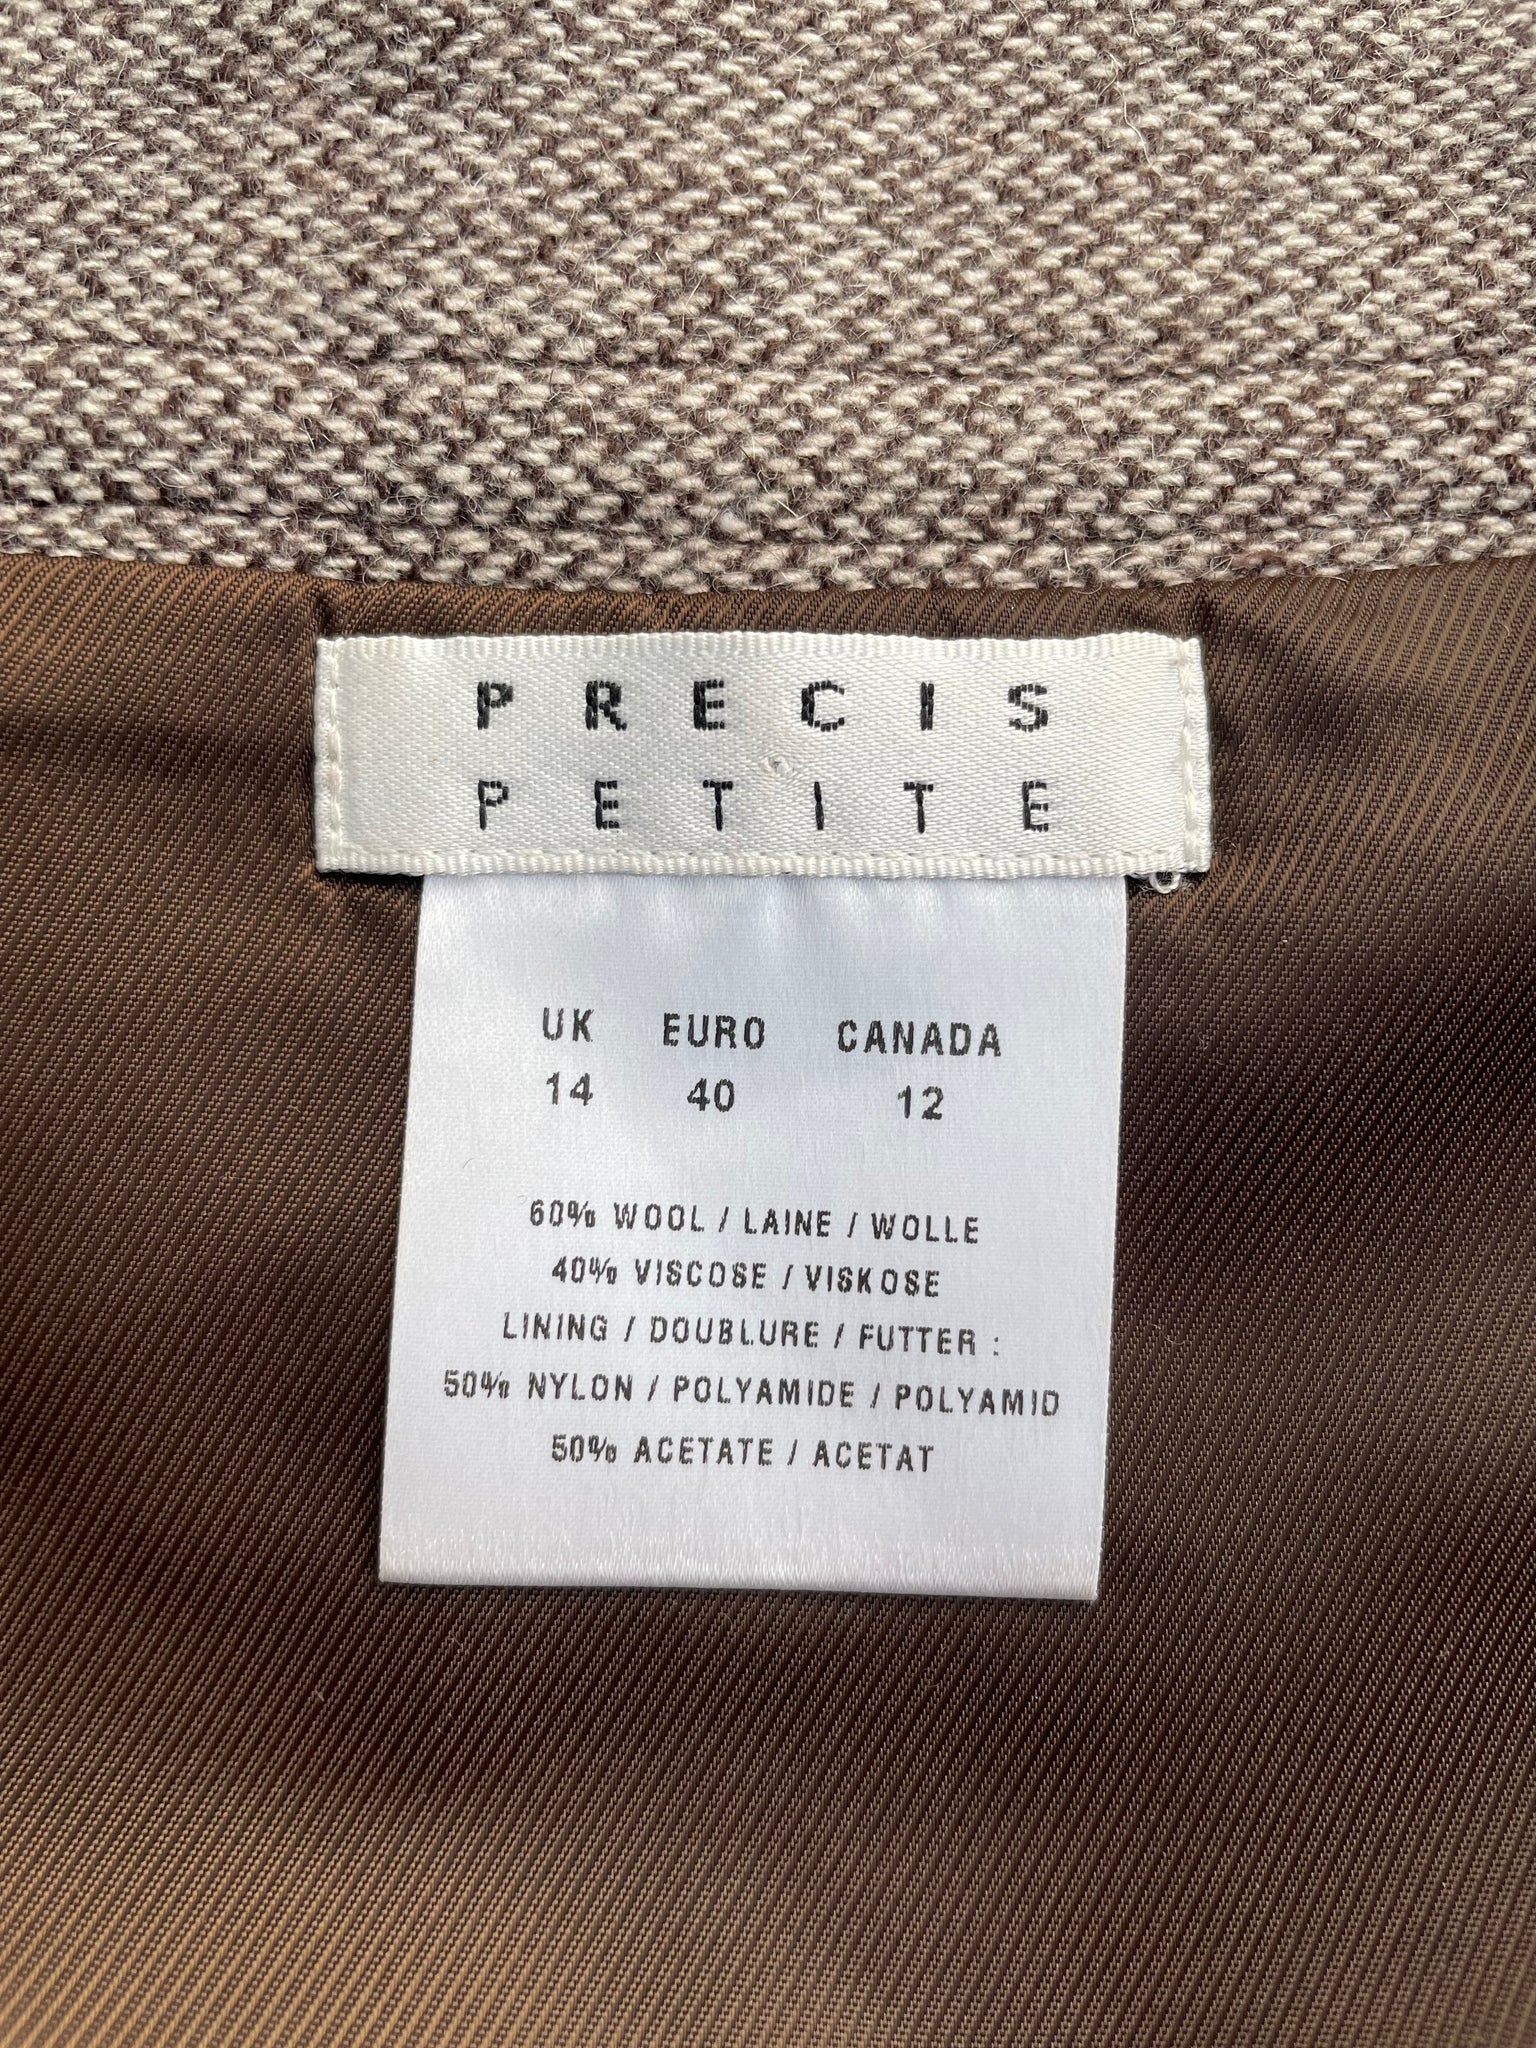 PRECIS
PETITE
UK EURO CANADA
14 40 12
60% WOOL / LAINE / WOLLE
40% VISCOSE / VISKOSE
LINING / DOUBLURE / FUTTER :
50% NYLON / POLYAMIDE / POLYAMID
50% ACETATE / ACETAT